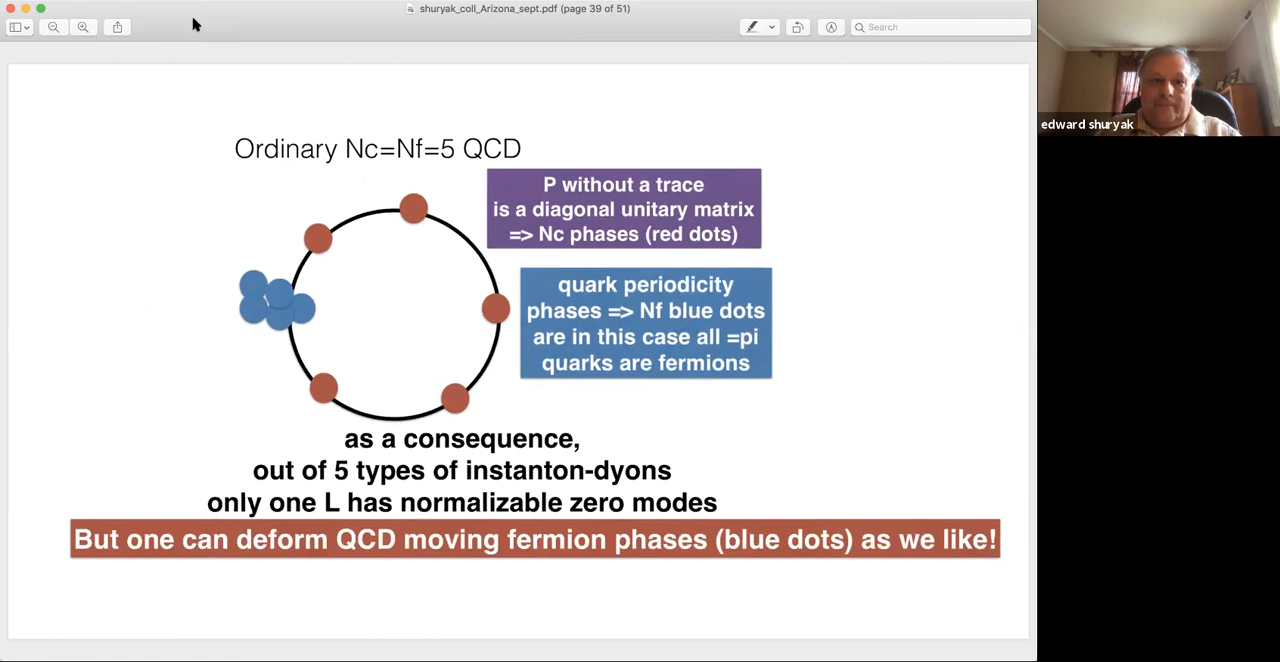 shuryak_coll_Arizona_sept.pdf (page 39 of 51)
Search
edward shuryak
Ordinary Nc=Nf=5 QCD
P without a trace
is a diagonal unitary matrix
=> Nc phases (red dots)
quark periodicity
phases => Nf blue dots
are in this case all =pi
quarks are fermions
as a consequence,
out of 5 types of instanton-dyons
only one L has normalizable zero modes
But one can deform QCD moving fermion phases (blue dots) as we like!